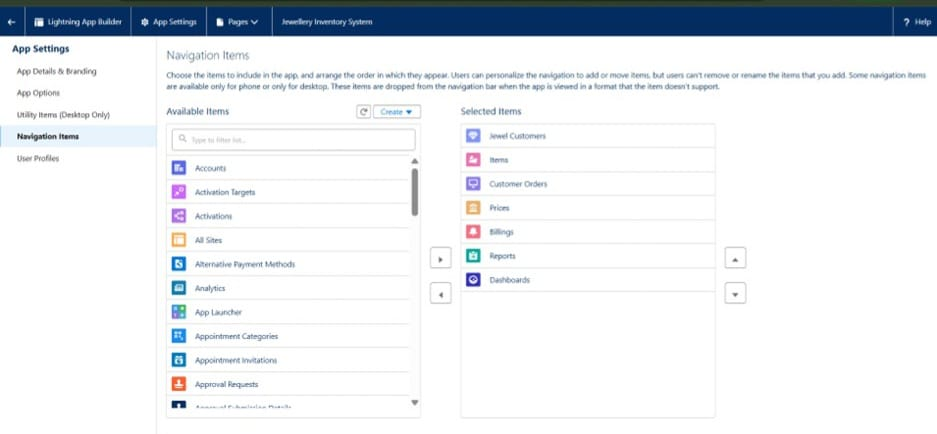 Lightning App Builder
App Settings
Pages
Jewellery Inventory System
? Help
App Settings
App Details & Branding
App Options
Utility Items (Desktop Only)
Navigation Items
User Profiles
Navigation Items
Choose the items to include in the app, and arrange the order in which they appear. Users can personalize the navigation to add or move items, but users can't remove or rename the items that you add. Some navigation items
are available only for phone or only for desktop. These items are dropped from the navigation bar when the app is viewed in a format that the item doesn't support.
Available Items
Create
Type to filter list...
Accounts
Activation Targets
Activations
All Sites
Alternative Payment Methods
Analytics
App Launcher
Appointment Categories
Appointment Invitations
Approval Requests
Approval Submission Details
Selected Items
Jewel Customers
Items
Customer Orders
Prices
Billings
Reports
Dashboards